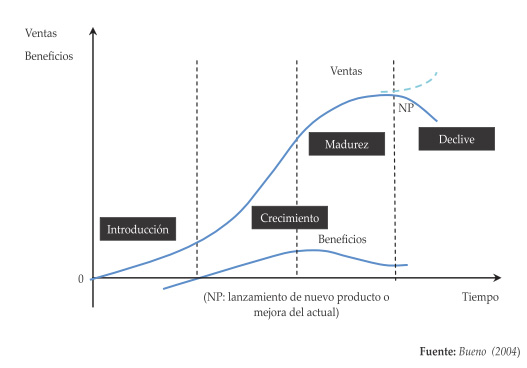 Ventas
Beneficios
Ventas
NP
Declive
Madurez
Crecimiento
Introducción
Beneficios
0
(NP: lanzamiento de nuevo producto o
mejora del actual)
Tiempo
Fuente: Bueno (2004)